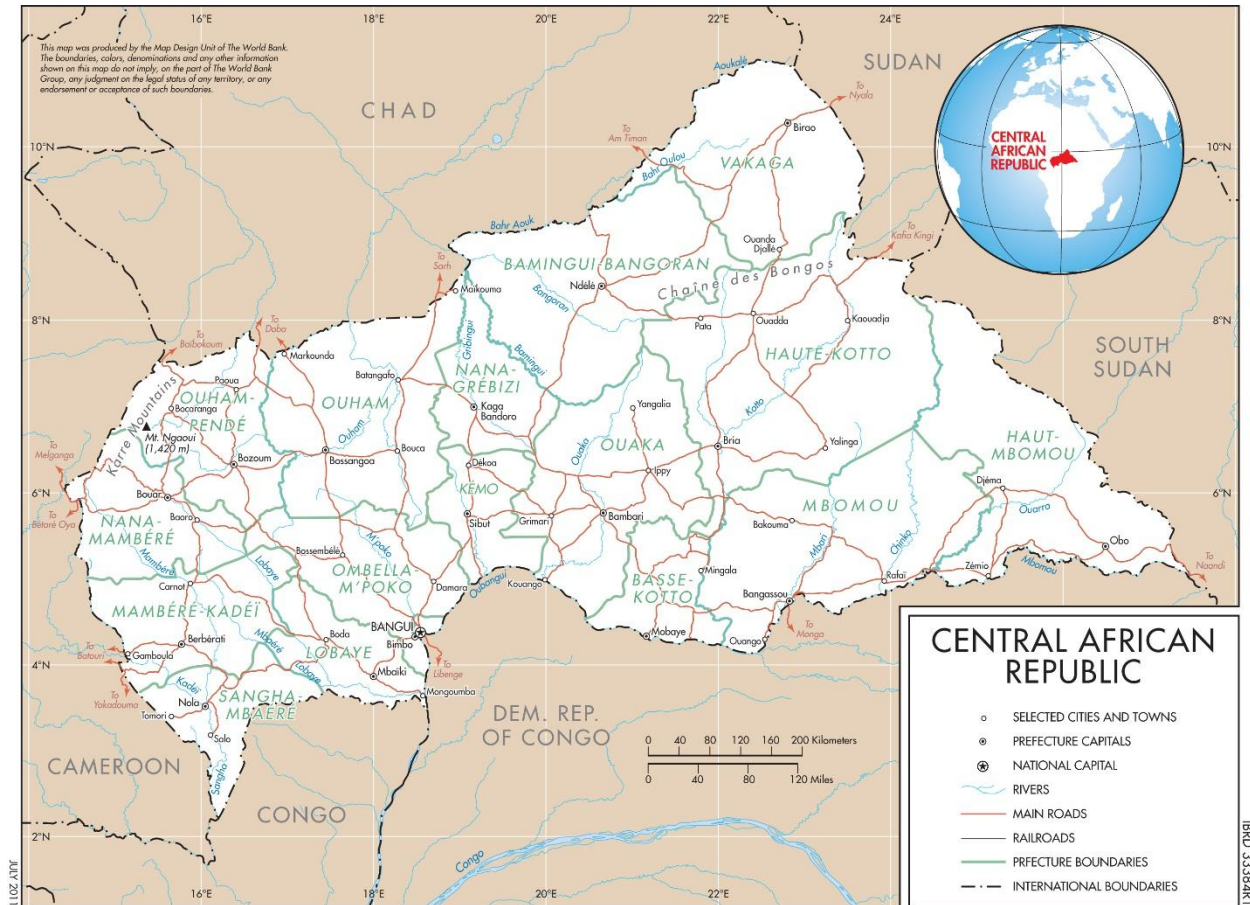 16°E
18°E
20°E
22°E
24°E
This map was produced by the Map Design Unit of The World Bank.
The boundaries, colors, denominations and any other information
shown on this map do not imply, on the part of The World Bank
Group, any judgment on the legal status of any territory, or any
endorsement or acceptance of such boundaries.
CHAD
SUDAN
Aoukalé
To
Nyala
To
Am Timan
Birao
10°N
10°N
VAKAGA
Bahr Oulou
CENTRAL
AFRICAN
REPUBLIC
Bahr Aouk
Ouanda
Djallé
To
Kafia Kingi
To
Sarh
BAMINGUI-BANGORAN
Chaîne des Bongos
Maikouma
Ndélé
Bangoran
8°N
8°N
Pata
Ouadda
Kaouadja
To
Baïbokoum
To
Doba
Markounda
Gribingui
Bamingui
HAUTE-KOTTO
SOUTH
SUDAN
NANA-
GRÉBIZI
Batangafo
Paoua
OUHAM-
PENDÉ
OUHAM
Bocaranga
Karre Mountains
Mt. Ngaoui
(1,420 m)
Kaga
Bandoro
Yangalia
Kotto
Ouham
Ouaka
OUAKA
Bria
Yalinga
HAUT-
MBOMOU
To
Meiganga
Bozoum
Bossangoa
Bouca
Dékoa
Ippy
KÉMO
Djéma
6°N
6°N
Bouar
MBOMOU
Ouarra
To
Bétaré Oya
NANA-
MAMBÉRÉ
Baoro
Sibut
Grimari
Bambari
Bakouma
Mbari
Chinko
Obo
Mambéré
Lobaye
Bossembélé
M'poko
OMBELLA-
M'POKO
Damara
Oubangui
Kouango
BASSE-
KOTTO
Mingala
Rafaï
Zémio
Mbomou
To
Naandi
Carnot
MAMBÉRÉ-KADÉÏ
Bangassou
BANGUI
Bimbo
Mobaye
Ouango
To
Monga
Berbérati
Boda
Mbaéré
LOBAYE
Lobaye
To
Batouri
Gamboula
4°N
To
Libenge
Mbaïki
Mongoumba
To
Yokadouma
Kadéï
Nola
SANGHA-
MBAÉRÉ
Tomori
Salo
Sangha
CAMEROON
CONGO
DEM. REP.
OF CONGO
Congo
2°N
0 40 80 120 160 200 Kilometers
0 40 80 120 Miles
16°E
18°E
20°E
22°E
CENTRAL AFRICAN
REPUBLIC
SELECTED CITIES AND TOWNS
PREFECTURE CAPITALS
NATIONAL CAPITAL
RIVERS
MAIN ROADS
RAILROADS
PRFECTURE BOUNDARIES
INTERNATIONAL BOUNDARIES